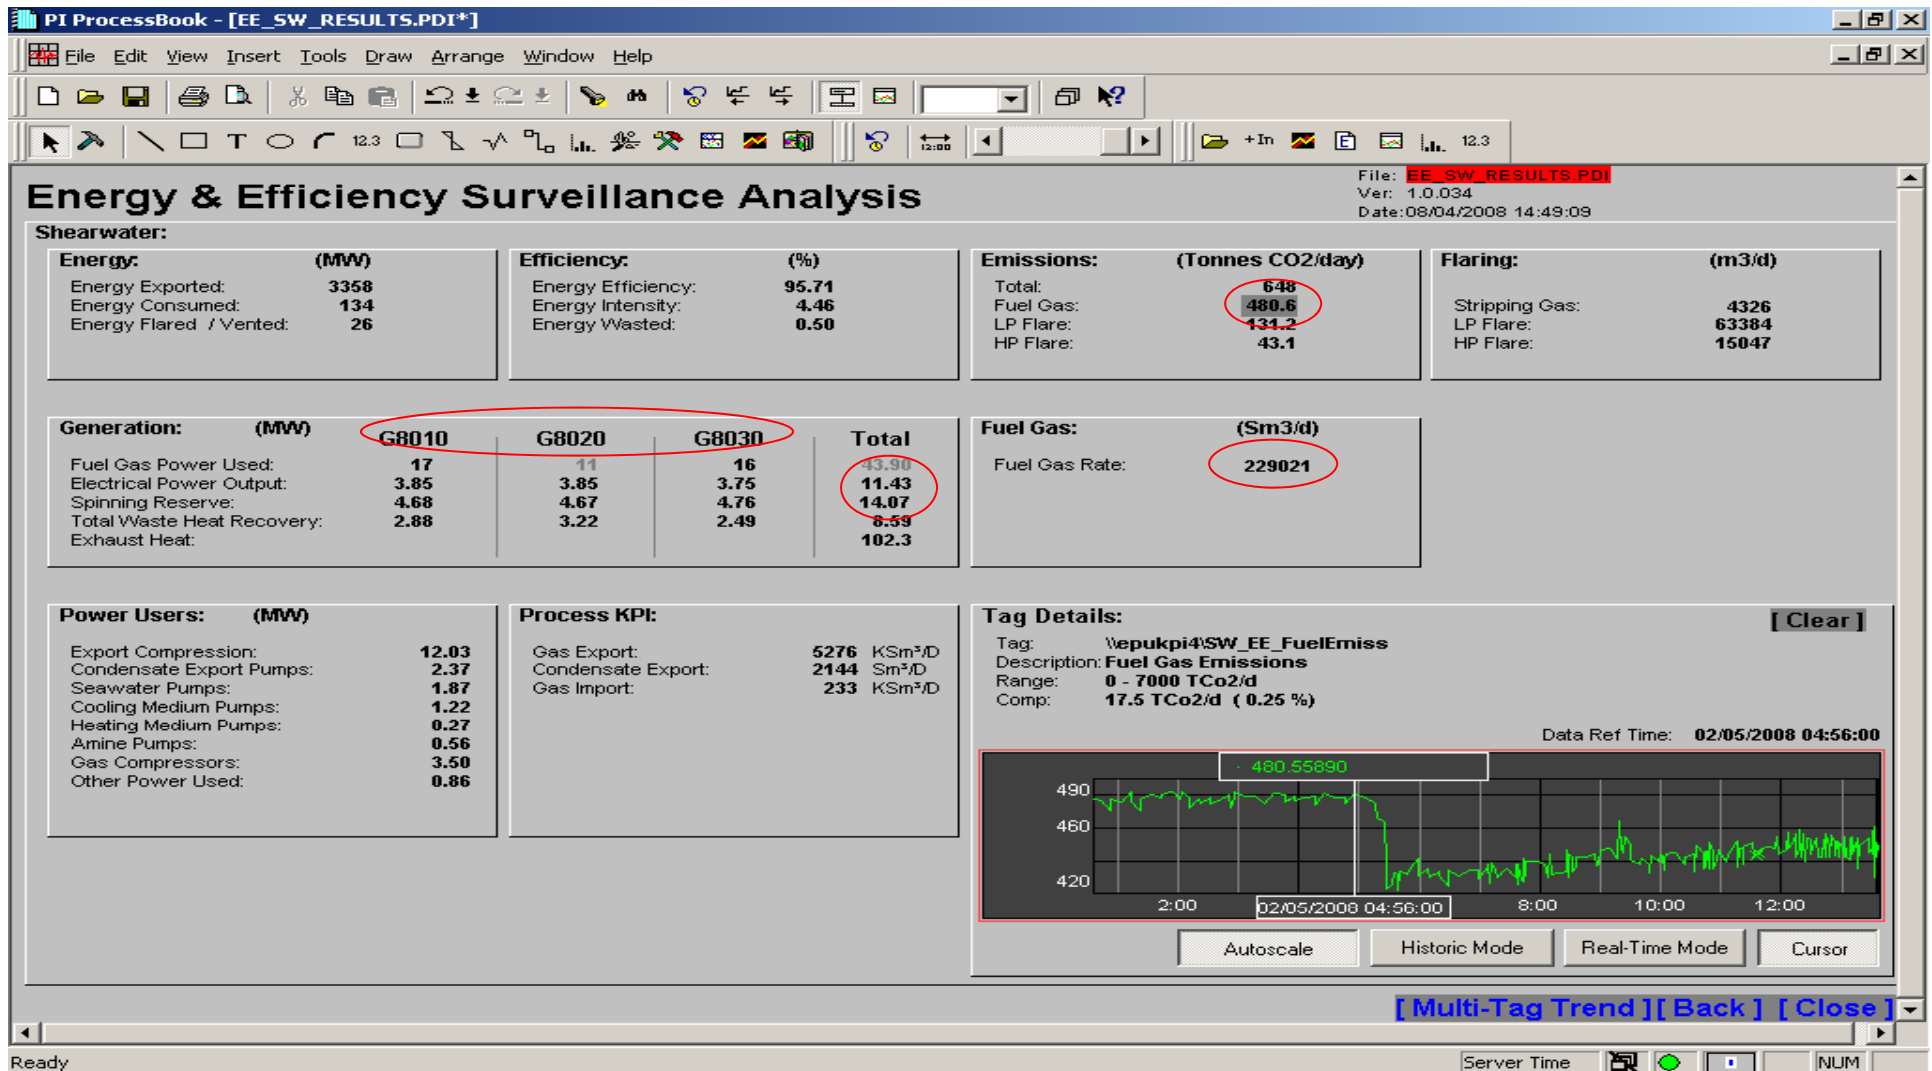 PI ProcessBook - [EE_SW_RESULTS.PDI*]
File Edit View Insert Tools Draw Arrange Window Help
T 12.3 12:00 +In E 12.3
Energy & Efficiency Surveillance Analysis
File: EE_SW_RESULTS.PDI
Ver: 1.0.034
Date:08/04/2008 14:49:09
Shearwater:
Energy: (MW)
Energy Exported: 3358
Energy Consumed: 134
Energy Flared / Vented: 26
Efficiency: (%)
Energy Efficiency: 95.71
Energy Intensity: 4.46
Energy Wasted: 0.50
Emissions: (Tonnes CO2/day)
Total: 648
Fuel Gas: 480.6
LP Flare: 131.2
HP Flare: 43.1
Flaring: (m3/d)
Stripping Gas: 4326
LP Flare: 63384
HP Flare: 15047
Generation: (MW) G8010 G8020 G8030 Total
Fuel Gas Power Used: 17 11 16 43.90
Electrical Power Output: 3.85 3.85 3.75 11.43
Spinning Reserve: 4.68 4.67 4.76 14.07
Total Waste Heat Recovery: 2.88 3.22 2.49 8.59
Exhaust Heat: 102.3
Fuel Gas: (Sm3/d)
Fuel Gas Rate: 229021
Power Users: (MW)
Export Compression: 12.03
Condensate Export Pumps: 2.37
Seawater Pumps: 1.87
Cooling Medium Pumps: 1.22
Heating Medium Pumps: 0.27
Amine Pumps: 0.56
Gas Compressors: 3.50
Other Power Used: 0.86
Process KPI:
Gas Export: 5276 KSm³/D
Condensate Export: 2144 Sm³/D
Gas Import: 233 KSm³/D
Tag Details: [ Clear ]
Tag: \\epukpi4\SW_EE_FuelEmiss
Description: Fuel Gas Emissions
Range: 0 - 7000 TCo2/d
Comp: 17.5 TCo2/d ( 0.25 %)
Data Ref Time: 02/05/2008 04:56:00
480.55890
490
460
420
2:00 02/05/2008 04:56:00 8:00 10:00 12:00
Autoscale Historic Mode Real-Time Mode Cursor
[ Multi-Tag Trend ][ Back ] [ Close ]
Ready Server Time NUM